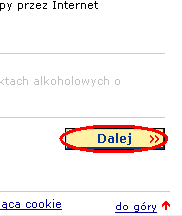 py przez Internet
ktach alkoholowych o
Dalej »
ąca cookie
do góry